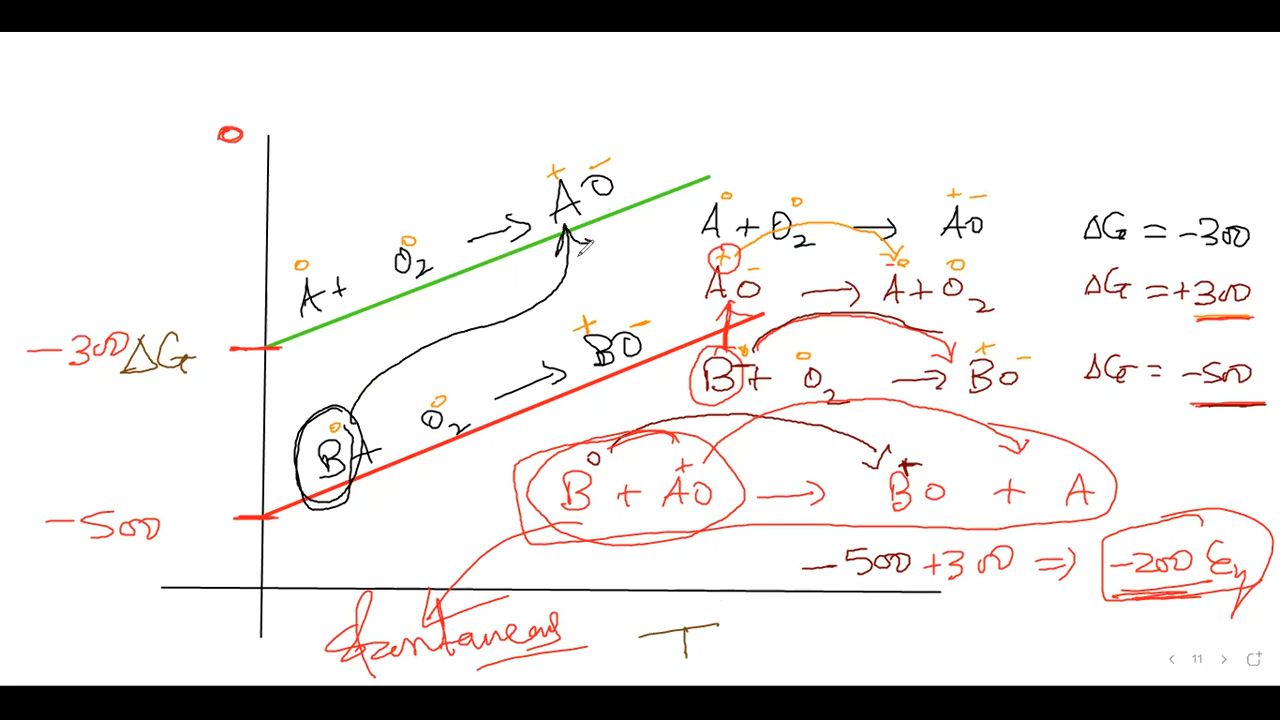 0
A + O2 → AO
-300 ΔG
B + O2 → BO
-500
A + O2 → AO ΔG = -300
AO → A + O2 ΔG = +300
B + O2 → BO ΔG = -500
B + AO → BO + A
-500 +300 ⇒ -200
Spontaneous
T
11